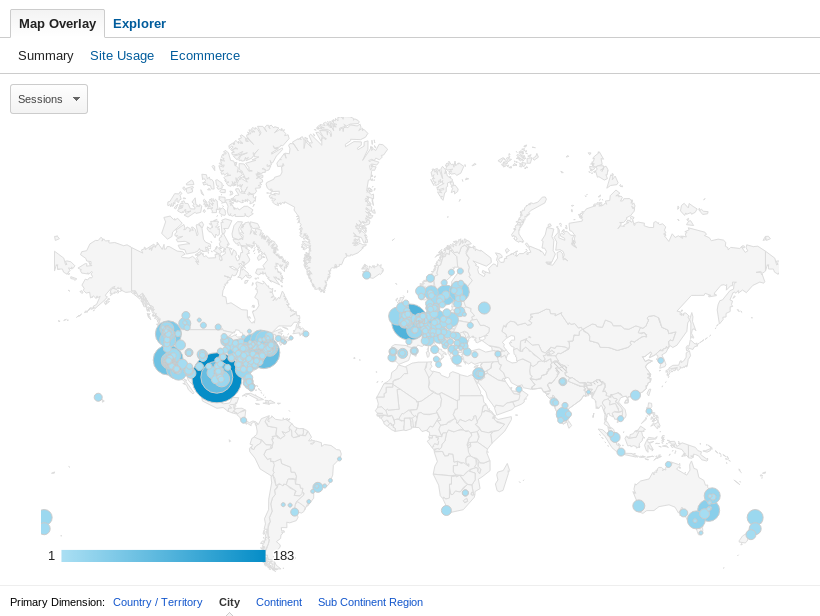 Map Overlay Explorer
Summary Site Usage Ecommerce
Sessions
1 183
Primary Dimension: Country / Territory City Continent Sub Continent Region